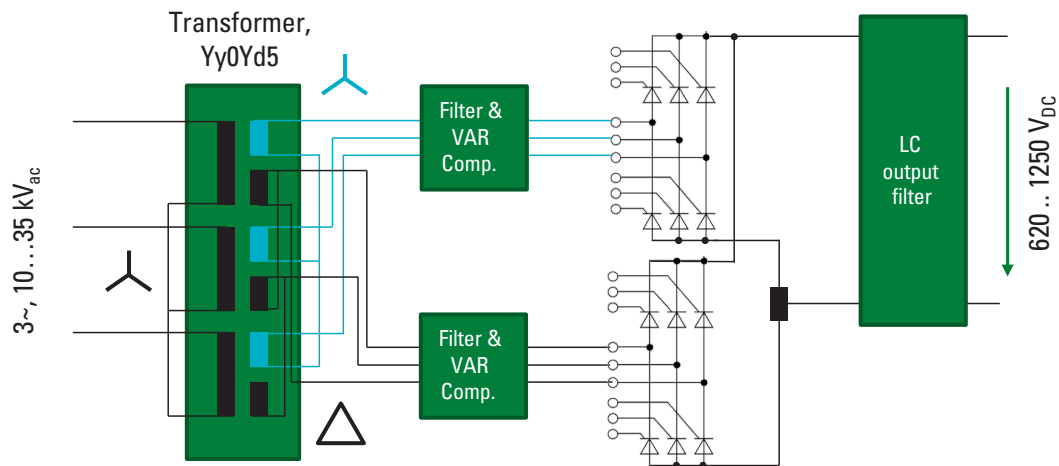 Transformer,
Yy0Yd5
3~, 10…35 kVac
Filter &
VAR
Comp.
Filter &
VAR
Comp.
LC
output
filter
620 .. 1250 VDC